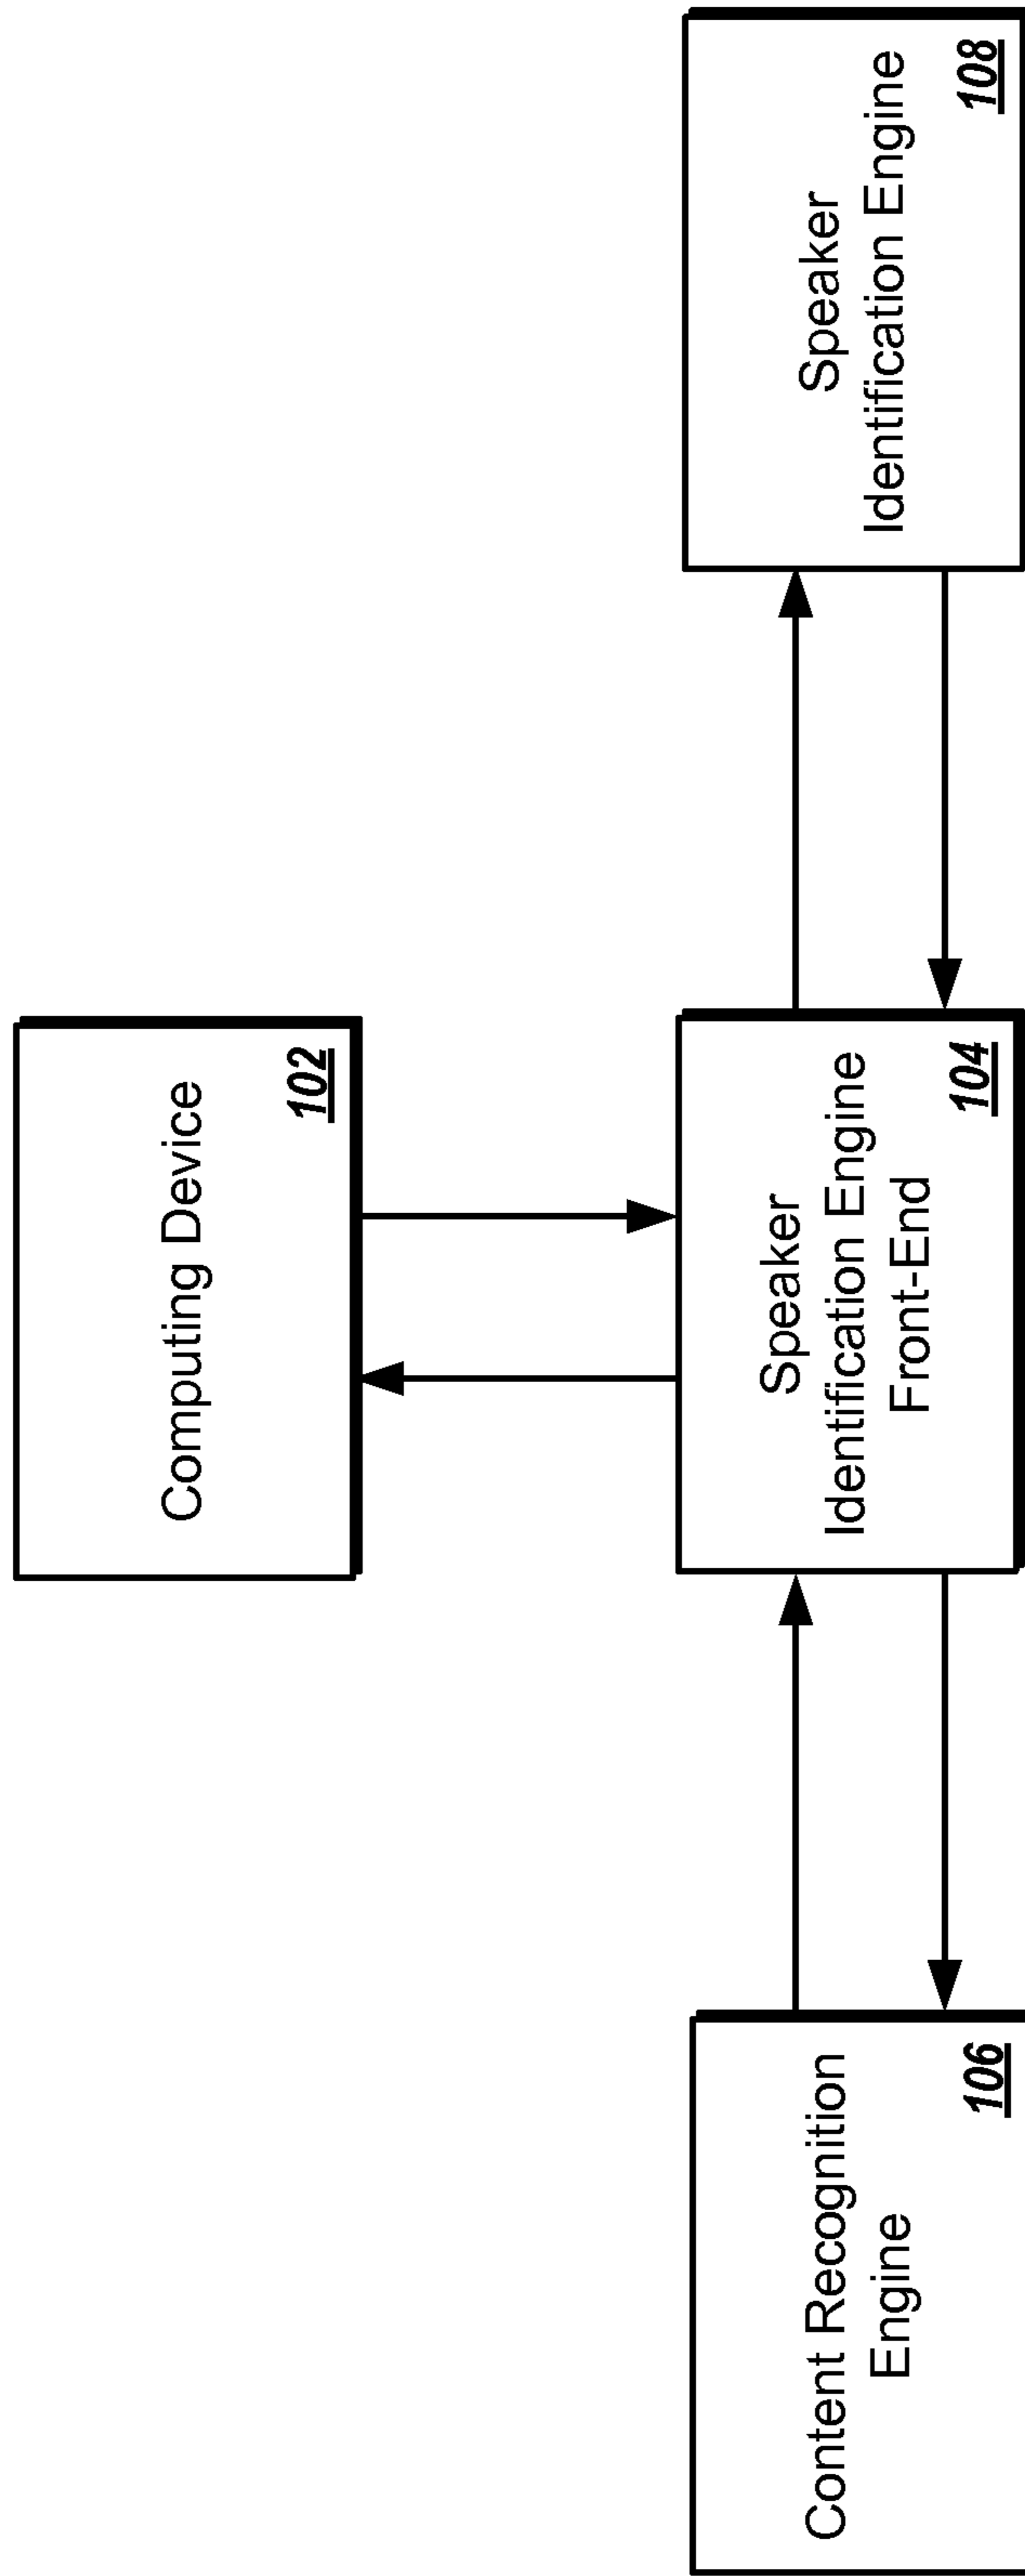 Computing Device
102
Content Recognition
Engine
106
Speaker
Identification Engine
Front-End
104
Speaker
Identification Engine
108